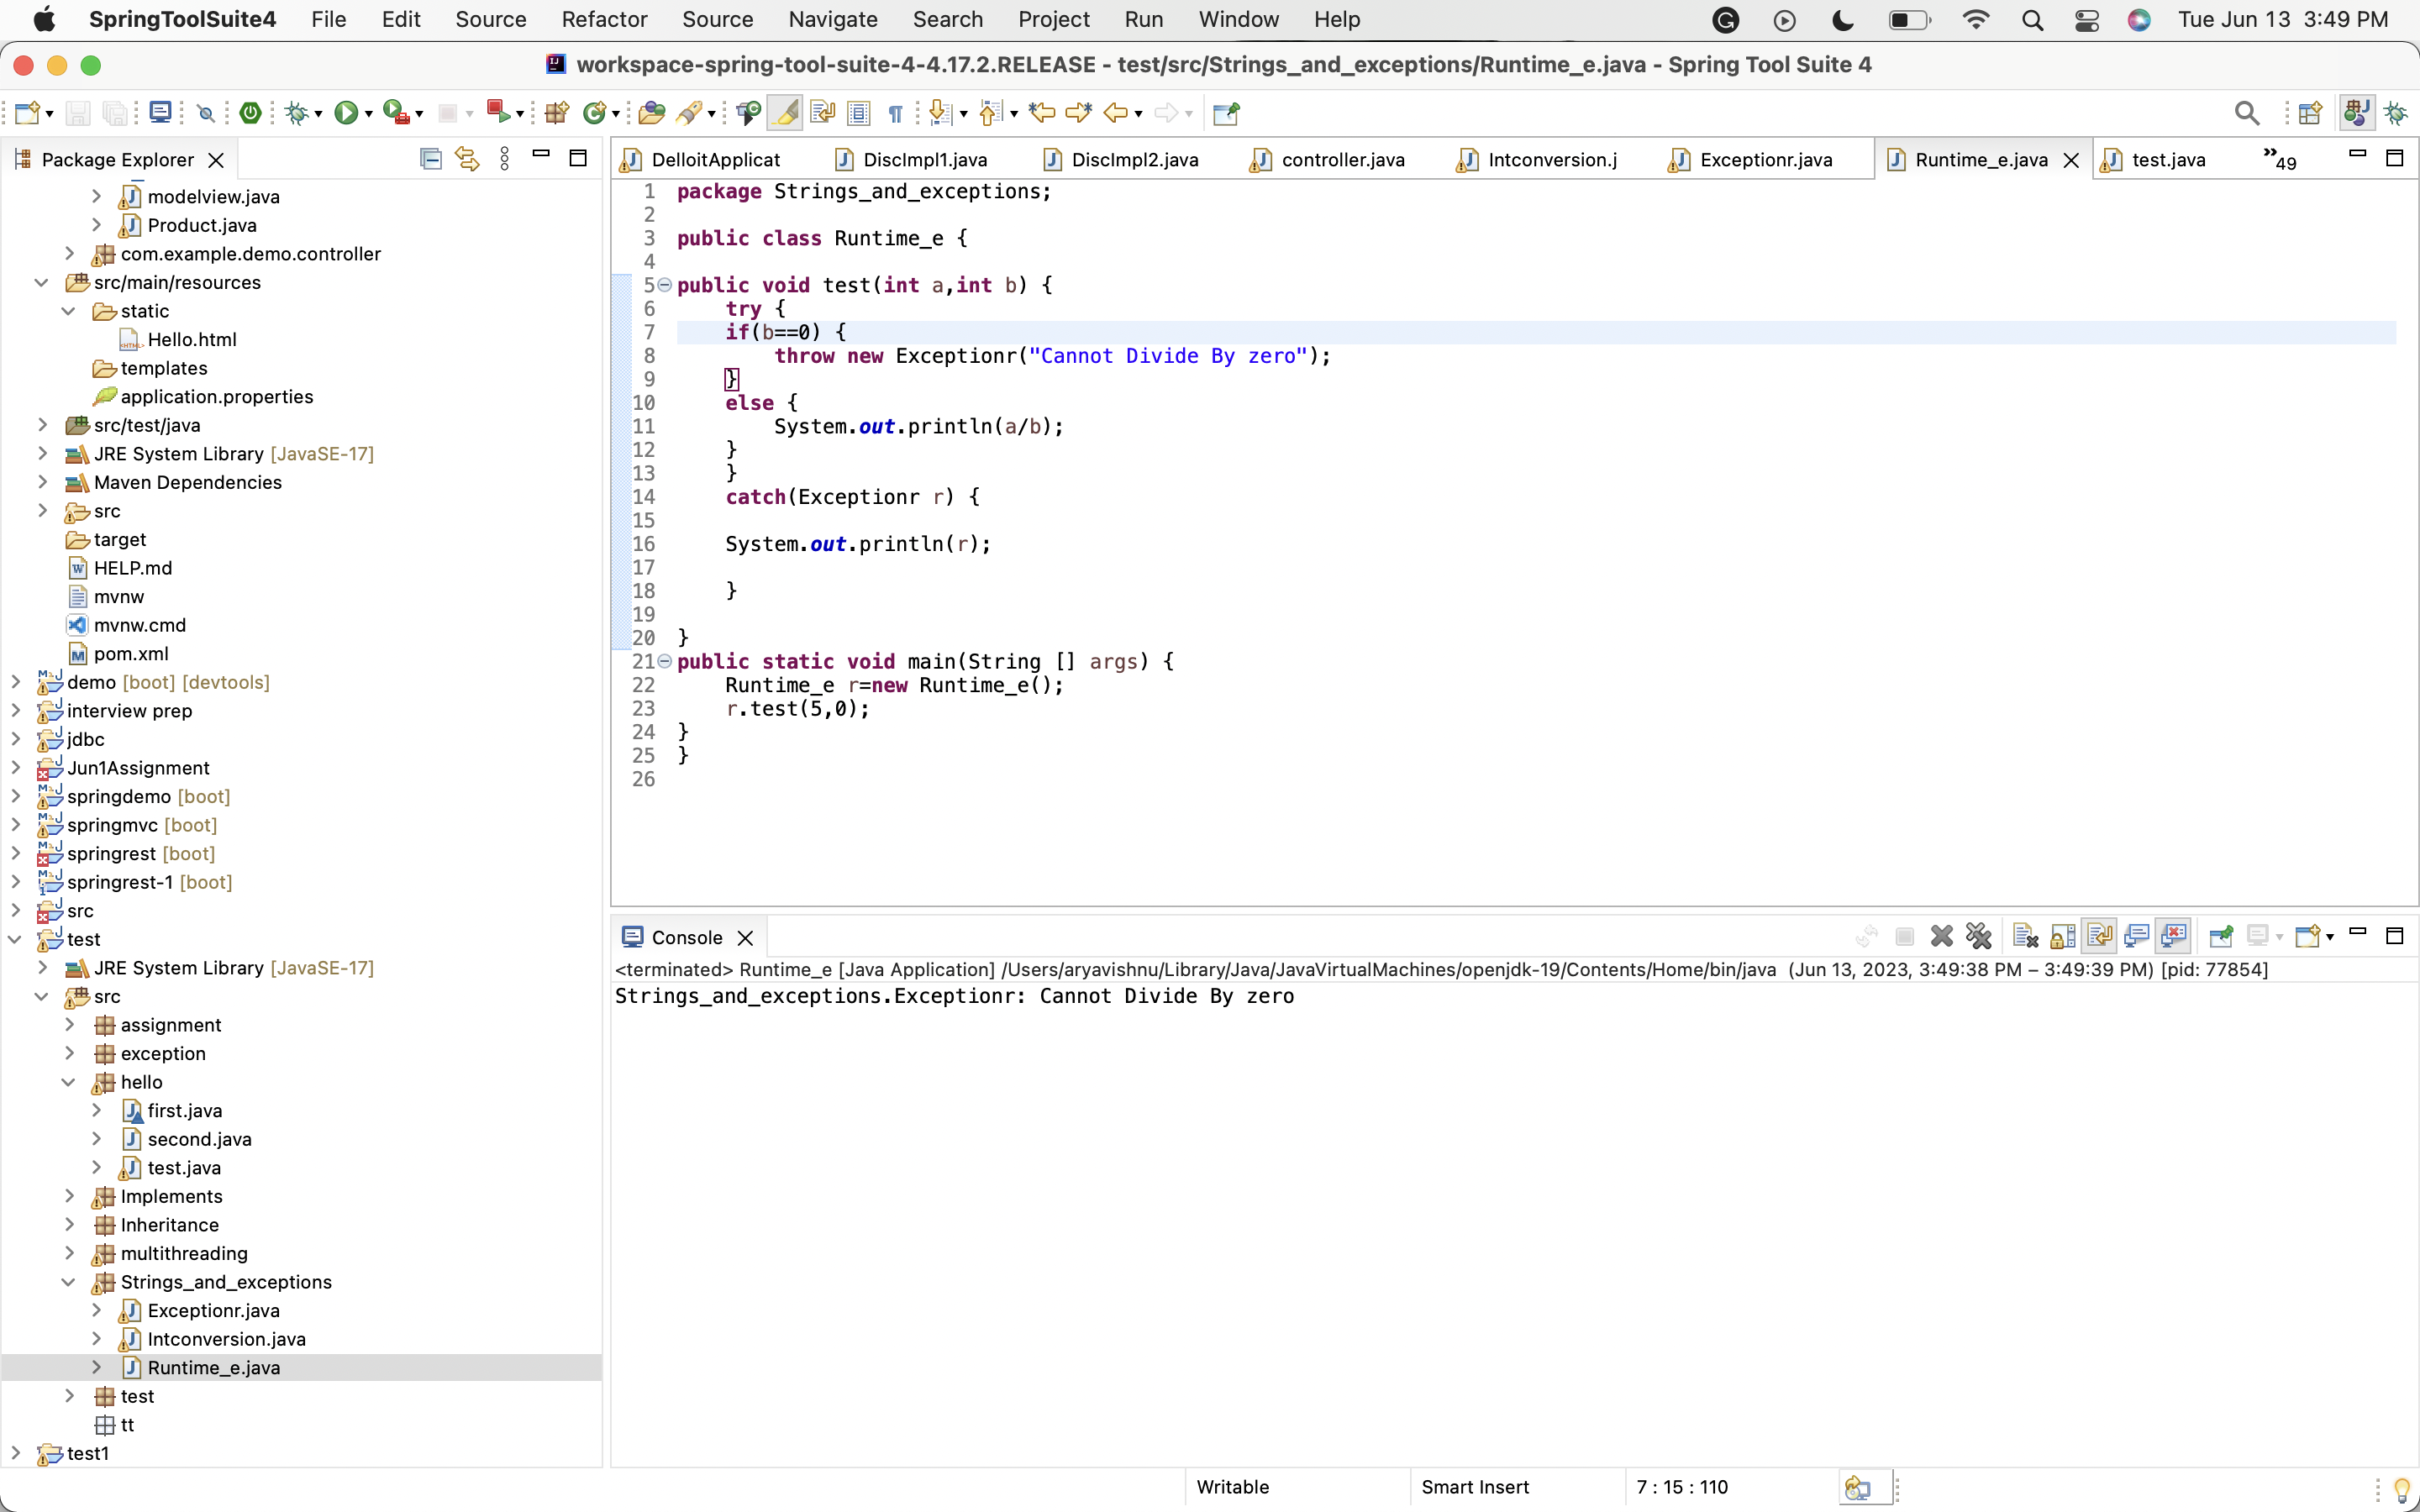 SpringToolSuite4 File Edit Source Refactor Source Navigate Search Project Run Window Help Tue Jun 13 3:49 PM
workspace-spring-tool-suite-4-4.17.2.RELEASE - test/src/Strings_and_exceptions/Runtime_e.java - Spring Tool Suite 4
Package Explorer
modelview.java
Product.java
com.example.demo.controller
src/main/resources
static
Hello.html
templates
application.properties
src/test/java
JRE System Library [JavaSE-17]
Maven Dependencies
src
target
HELP.md
mvnw
mvnw.cmd
pom.xml
demo [boot] [devtools]
interview prep
jdbc
Jun1Assignment
springdemo [boot]
springmvc [boot]
springrest [boot]
springrest-1 [boot]
src
test
JRE System Library [JavaSE-17]
src
assignment
exception
hello
first.java
second.java
test.java
Implements
Inheritance
multithreading
Strings_and_exceptions
Exceptionr.java
Intconversion.java
Runtime_e.java
test
tt
test1
DelloitApplicat DiscImpl1.java DiscImpl2.java controller.java Intconversion.j Exceptionr.java Runtime_e.java test.java »49
1 package Strings_and_exceptions;
2
3 public class Runtime_e {
4
5 public void test(int a,int b) {
6 try {
7 if(b==0) {
8 throw new Exceptionr("Cannot Divide By zero");
9 }
10 else {
11 System.out.println(a/b);
12 }
13 }
14 catch(Exceptionr r) {
15
16 System.out.println(r);
17
18 }
19
20 }
21 public static void main(String [] args) {
22 Runtime_e r=new Runtime_e();
23 r.test(5,0);
24 }
25 }
26
Console
<terminated> Runtime_e [Java Application] /Users/aryavishnu/Library/Java/JavaVirtualMachines/openjdk-19/Contents/Home/bin/java (Jun 13, 2023, 3:49:38 PM – 3:49:39 PM) [pid: 77854]
Strings_and_exceptions.Exceptionr: Cannot Divide By zero
Writable Smart Insert 7 : 15 : 110